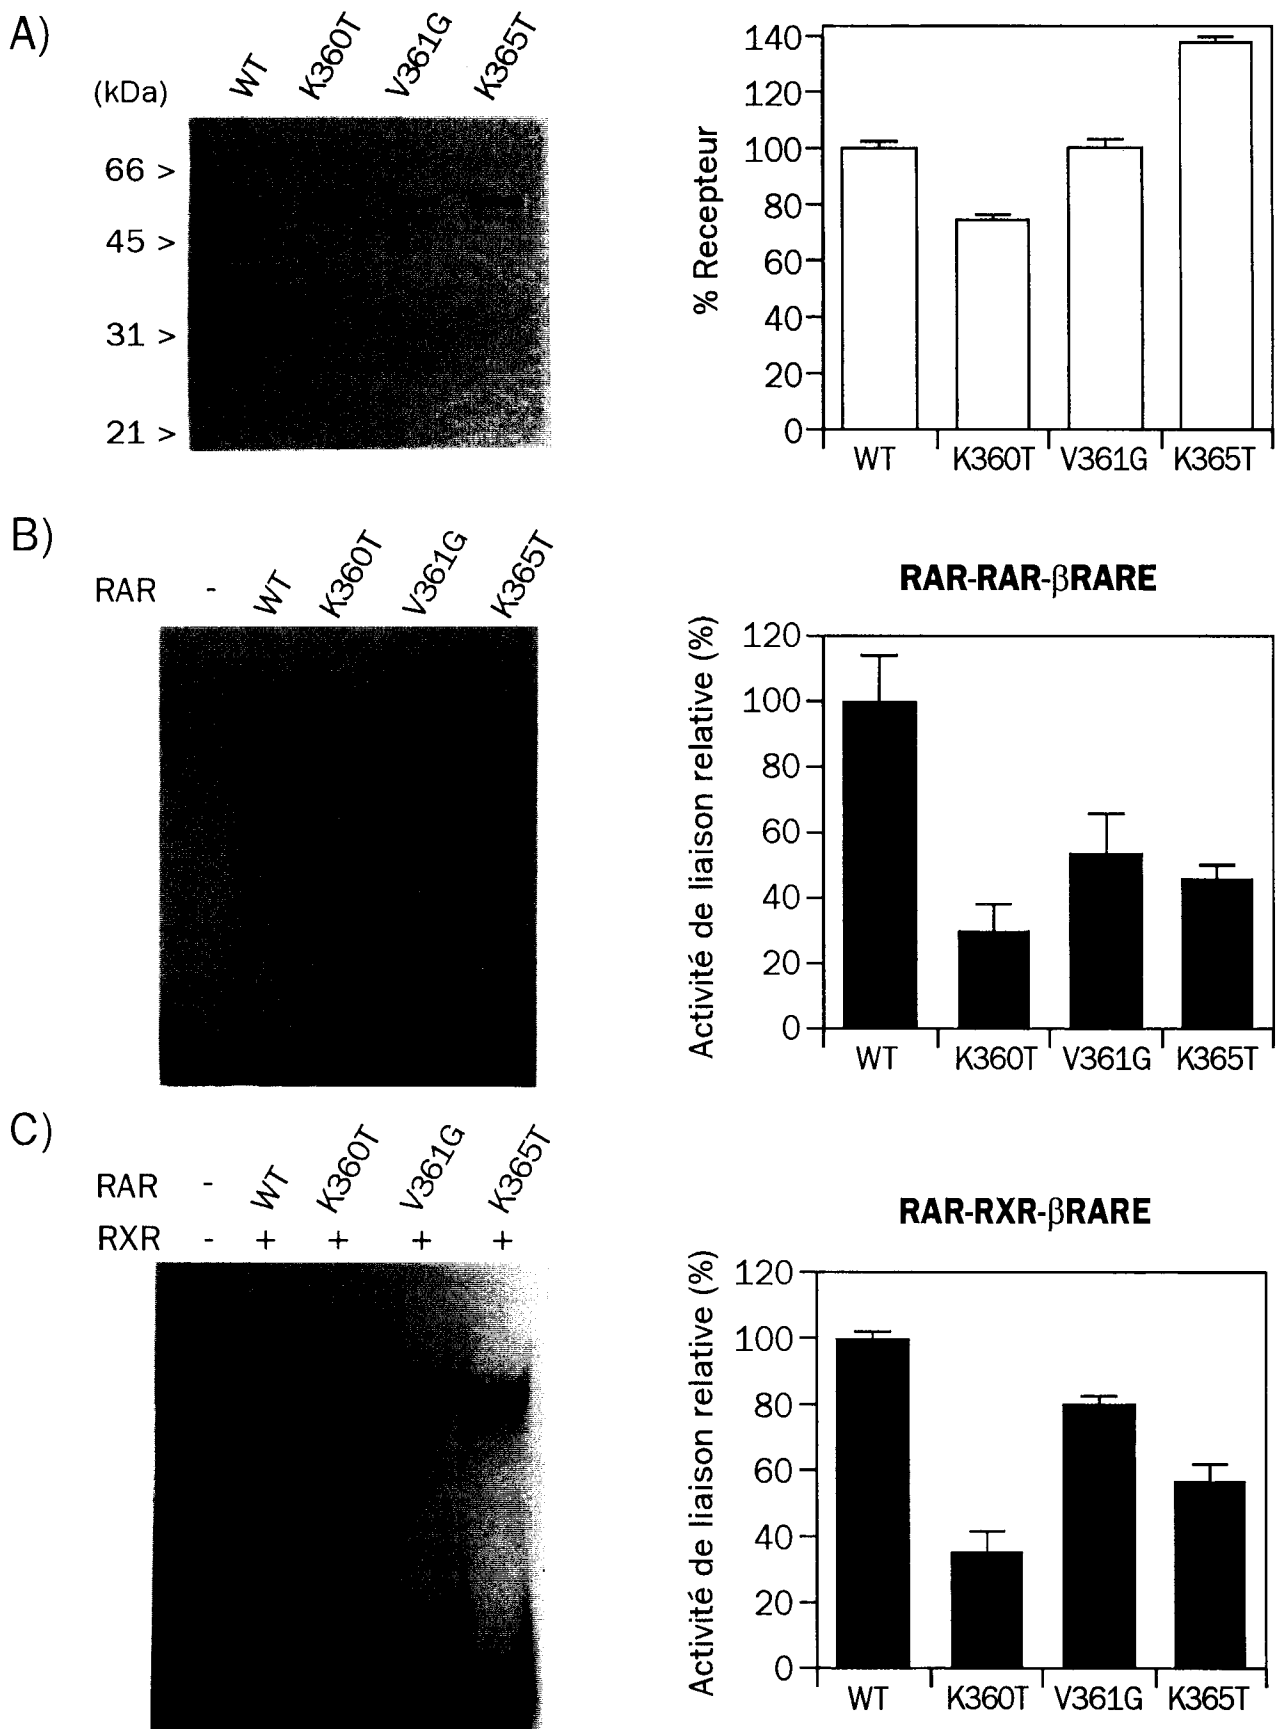 A)
(kDa)
WT K360T V361G K365T
66 >
45 >
31 >
21 >
% Recepteur
140
120
100
80
60
40
20
0
WT K360T V361G K365T
B)
RAR - WT K360T V361G K365T
RAR-RAR-βRARE
Activité de liaison relative (%)
120
100
80
60
40
20
0
WT K360T V361G K365T
C)
RAR - WT K360T V361G K365T
RXR - + + + +
RAR-RXR-βRARE
Activité de liaison relative (%)
120
100
80
60
40
20
0
WT K360T V361G K365T